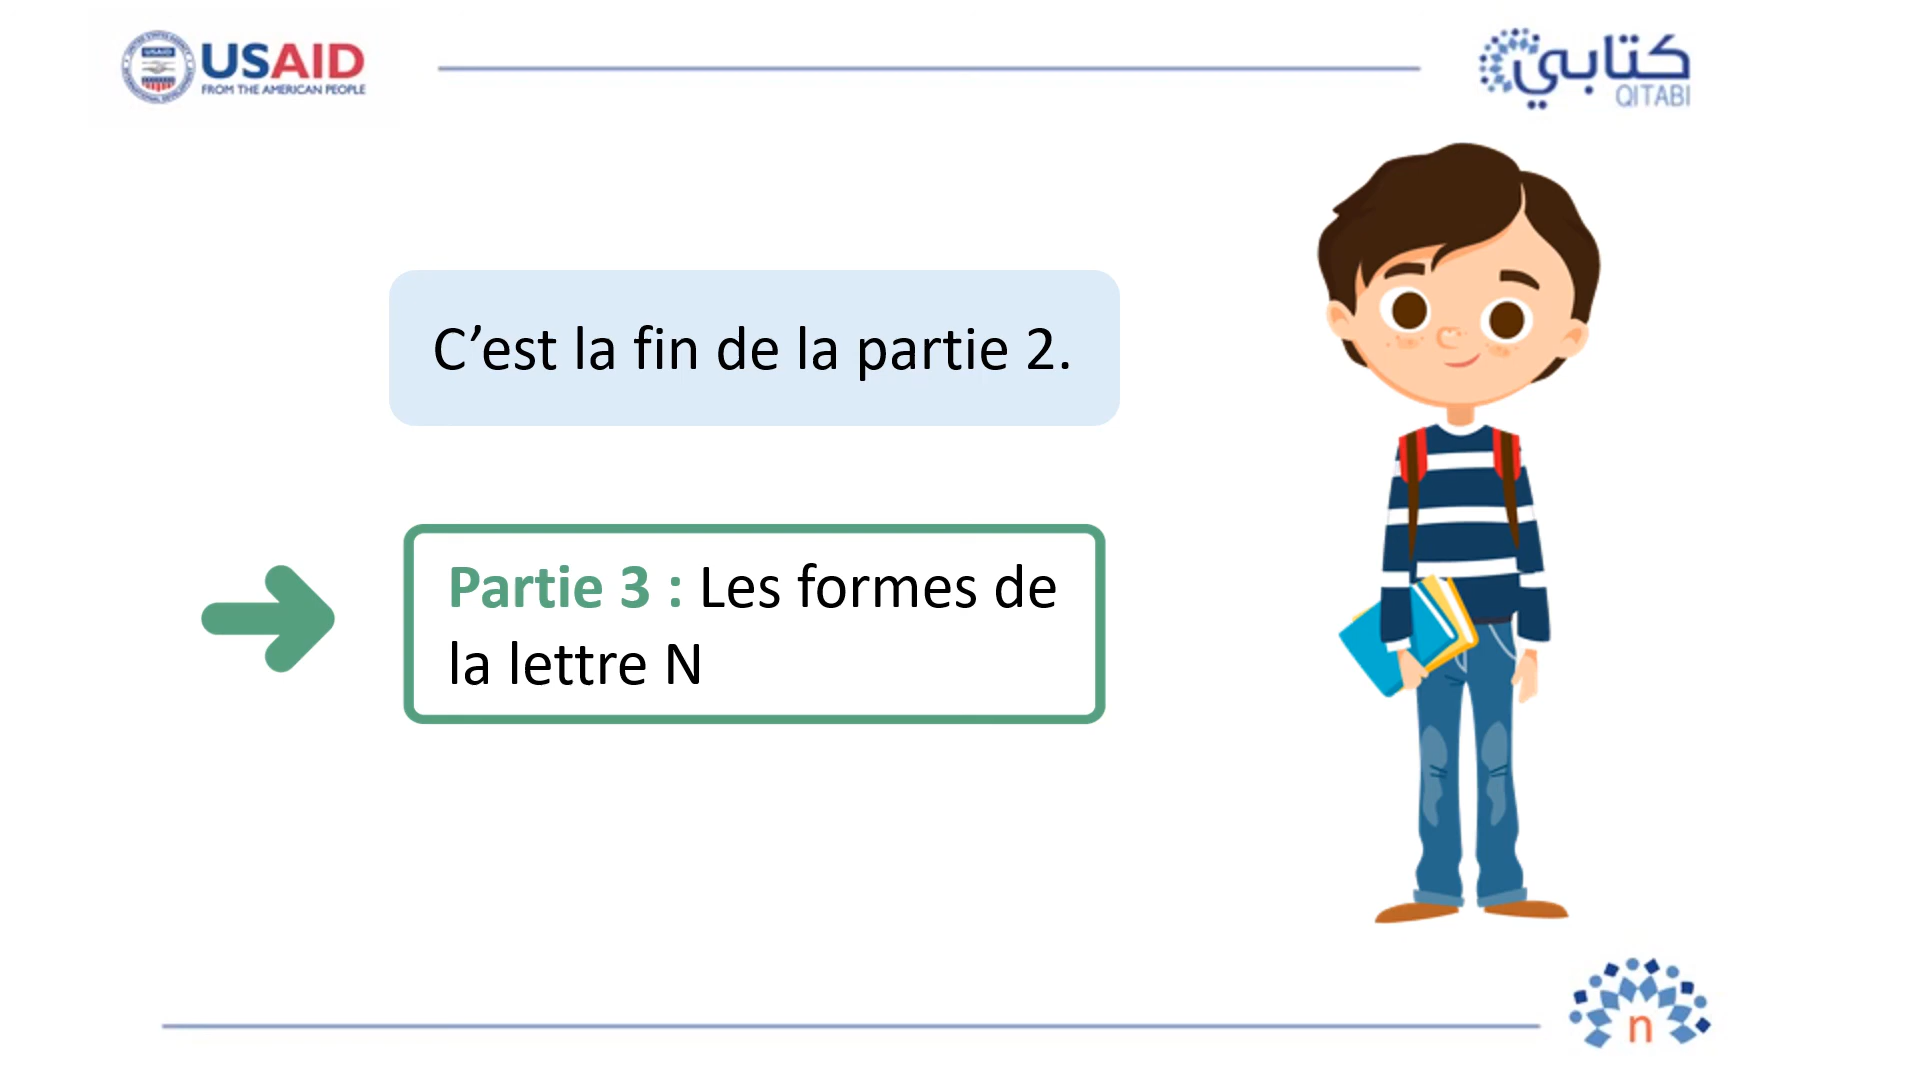 USAID
FROM THE AMERICAN PEOPLE
كتابي
QITABI
C’est la fin de la partie 2.
Partie 3 : Les formes de
la lettre N
n